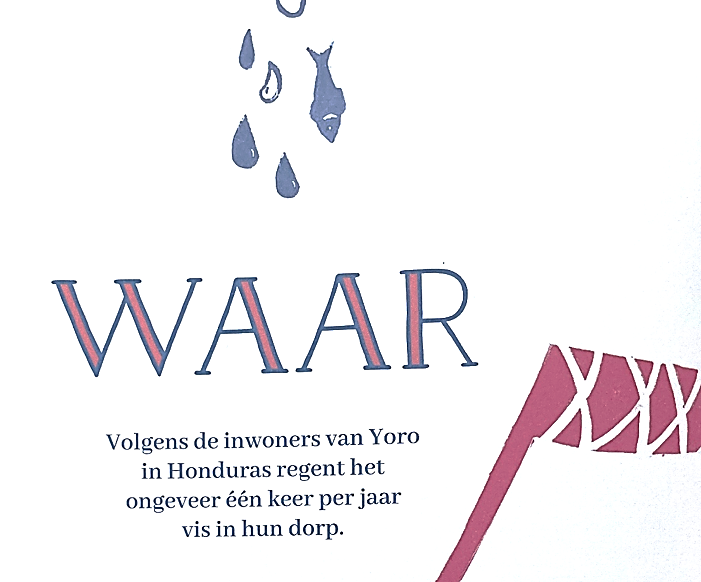 WAAR
Volgens de inwoners van Yoro
in Honduras regent het
ongeveer één keer per jaar
vis in hun dorp.